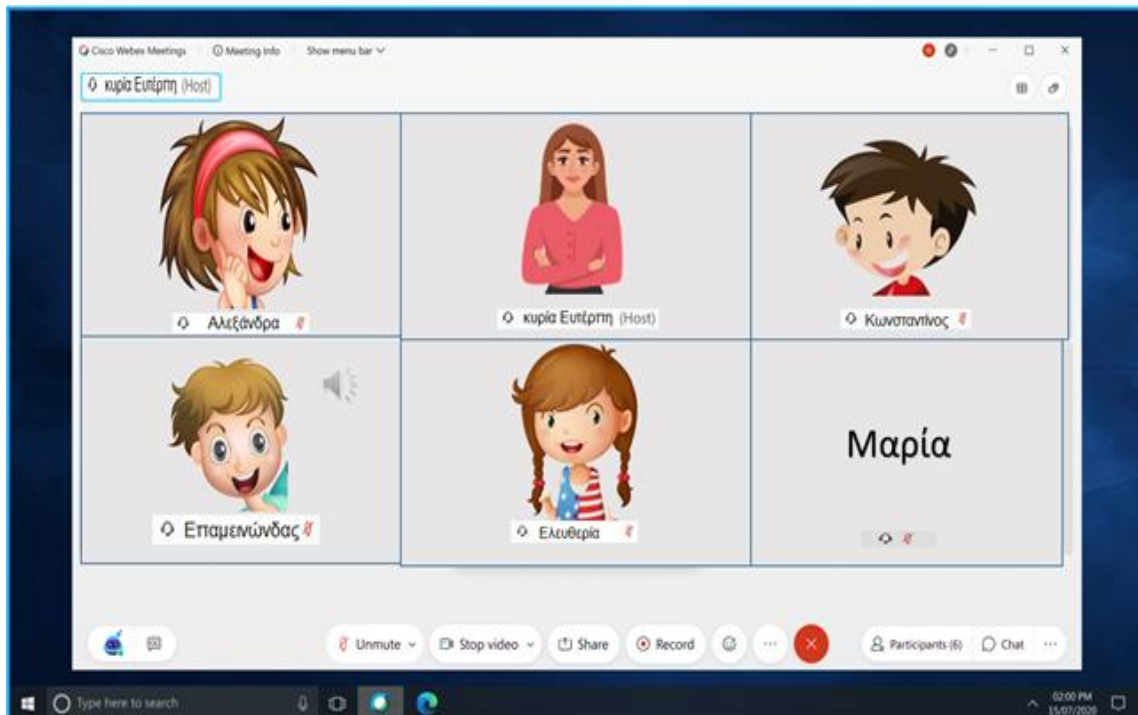 Cisco Webex Meetings Meeting Info Show menu bar
κυρία Ευτέρπη (Host)
Αλεξάνδρα
κυρία Ευτέρπη (Host)
Κωνσταντίνος
Επαμεινώνδας
Ελευθερία
Μαρία
Unmute Stop video Share Record Participants (6) Chat
Type here to search
02:00 PM
15/07/2020